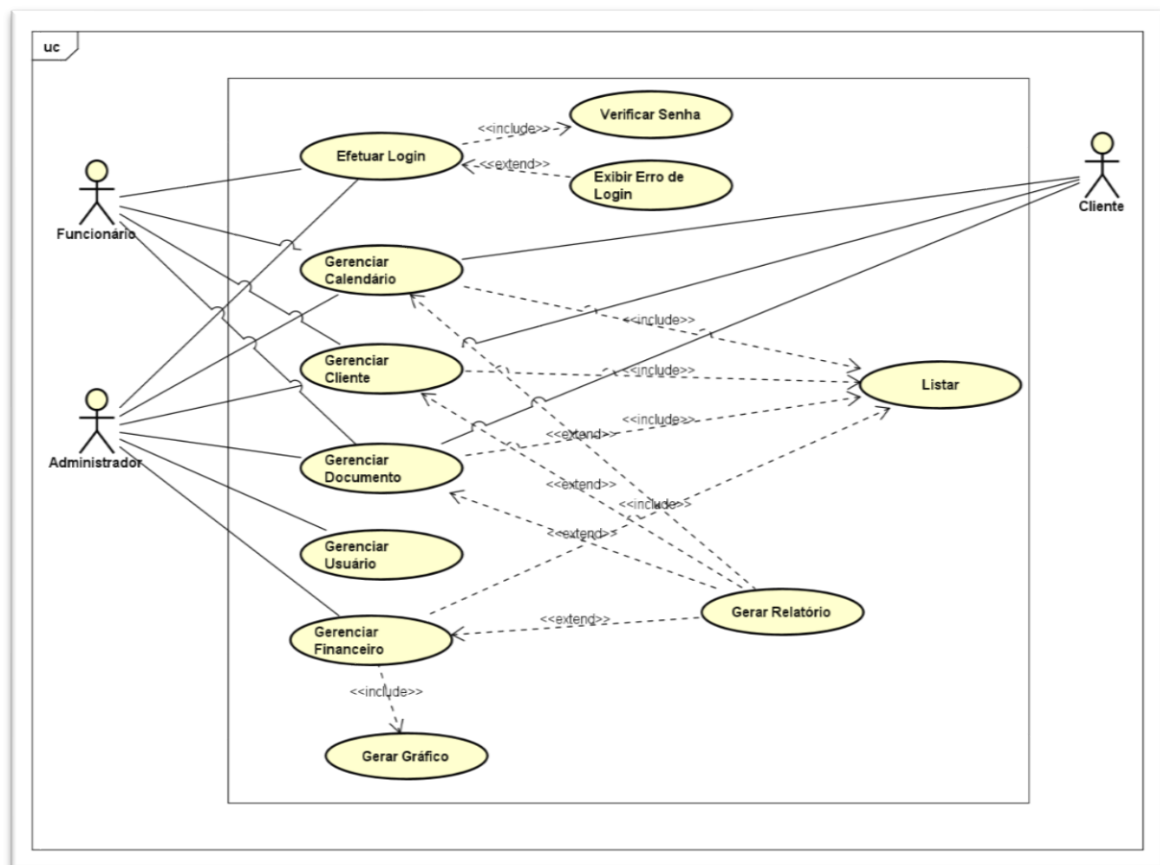 uc
Verificar Senha
<<include>>
Efetuar Login
<<extend>>
Exibir Erro de
Login
Funcionário
Cliente
Gerenciar
Calendário
<<include>>
Gerenciar
Cliente
<<include>>
Listar
<<include>>
<<extend>>
Administrador
Gerenciar
Documento
<<extend>>
<<include>>
<<extend>>
Gerenciar
Usuário
Gerar Relatório
<<extend>>
Gerenciar
Financeiro
<<include>>
Gerar Gráfico